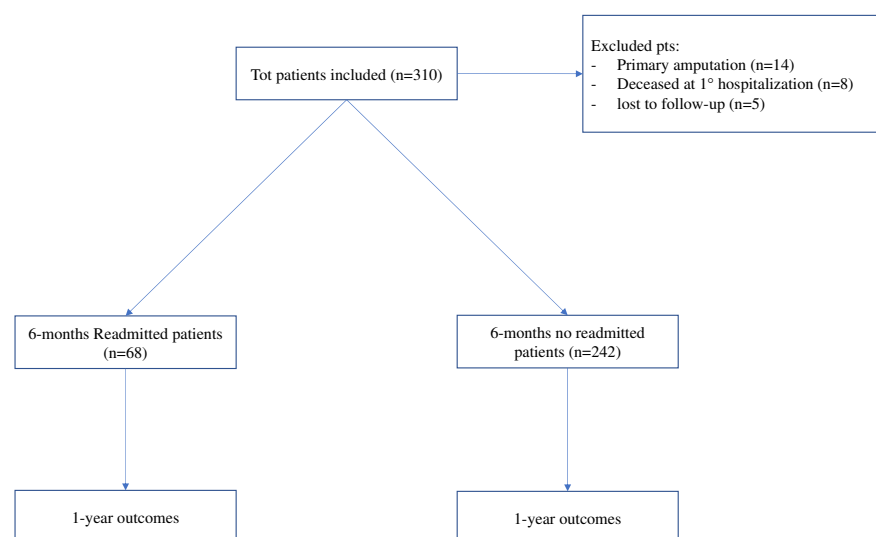 Excluded pts:
- Primary amputation (n=14)
- Deceased at 1° hospitalization (n=8)
- lost to follow-up (n=5)
Tot patients included (n=310)
6-months Readmitted patients
(n=68)
6-months no readmitted
patients (n=242)
1-year outcomes
1-year outcomes